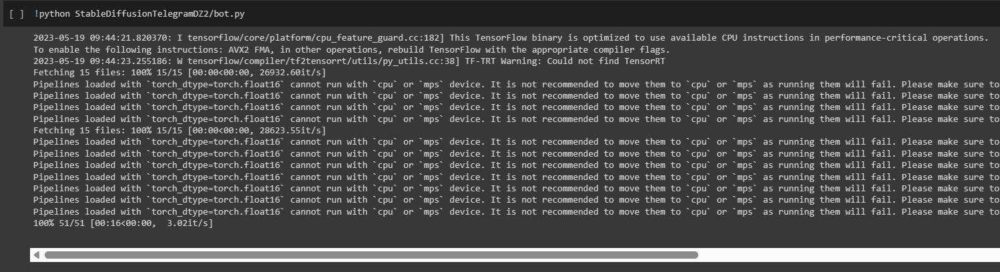 [ ] !python StableDiffusionTelegramDZ2/bot.py
2023-05-19 09:44:21.820370: I tensorflow/core/platform/cpu_feature_guard.cc:182] This TensorFlow binary is optimized to use available CPU instructions in performance-critical operations.
To enable the following instructions: AVX2 FMA, in other operations, rebuild TensorFlow with the appropriate compiler flags.
2023-05-19 09:44:23.255186: W tensorflow/compiler/tf2tensorrt/utils/py_utils.cc:38] TF-TRT Warning: Could not find TensorRT
Fetching 15 files: 100% 15/15 [00:00<00:00, 26932.60it/s]
Pipelines loaded with `torch_dtype=torch.float16` cannot run with `cpu` or `mps` device. It is not recommended to move them to `cpu` or `mps` as running them will fail. Please make sure to
Pipelines loaded with `torch_dtype=torch.float16` cannot run with `cpu` or `mps` device. It is not recommended to move them to `cpu` or `mps` as running them will fail. Please make sure to
Pipelines loaded with `torch_dtype=torch.float16` cannot run with `cpu` or `mps` device. It is not recommended to move them to `cpu` or `mps` as running them will fail. Please make sure to
Pipelines loaded with `torch_dtype=torch.float16` cannot run with `cpu` or `mps` device. It is not recommended to move them to `cpu` or `mps` as running them will fail. Please make sure to
Fetching 15 files: 100% 15/15 [00:00<00:00, 28623.55it/s]
Pipelines loaded with `torch_dtype=torch.float16` cannot run with `cpu` or `mps` device. It is not recommended to move them to `cpu` or `mps` as running them will fail. Please make sure to
Pipelines loaded with `torch_dtype=torch.float16` cannot run with `cpu` or `mps` device. It is not recommended to move them to `cpu` or `mps` as running them will fail. Please make sure to
Pipelines loaded with `torch_dtype=torch.float16` cannot run with `cpu` or `mps` device. It is not recommended to move them to `cpu` or `mps` as running them will fail. Please make sure to
Pipelines loaded with `torch_dtype=torch.float16` cannot run with `cpu` or `mps` device. It is not recommended to move them to `cpu` or `mps` as running them will fail. Please make sure to
Pipelines loaded with `torch_dtype=torch.float16` cannot run with `cpu` or `mps` device. It is not recommended to move them to `cpu` or `mps` as running them will fail. Please make sure to
Pipelines loaded with `torch_dtype=torch.float16` cannot run with `cpu` or `mps` device. It is not recommended to move them to `cpu` or `mps` as running them will fail. Please make sure to
Pipelines loaded with `torch_dtype=torch.float16` cannot run with `cpu` or `mps` device. It is not recommended to move them to `cpu` or `mps` as running them will fail. Please make sure to
100% 51/51 [00:16<00:00,  3.02it/s]